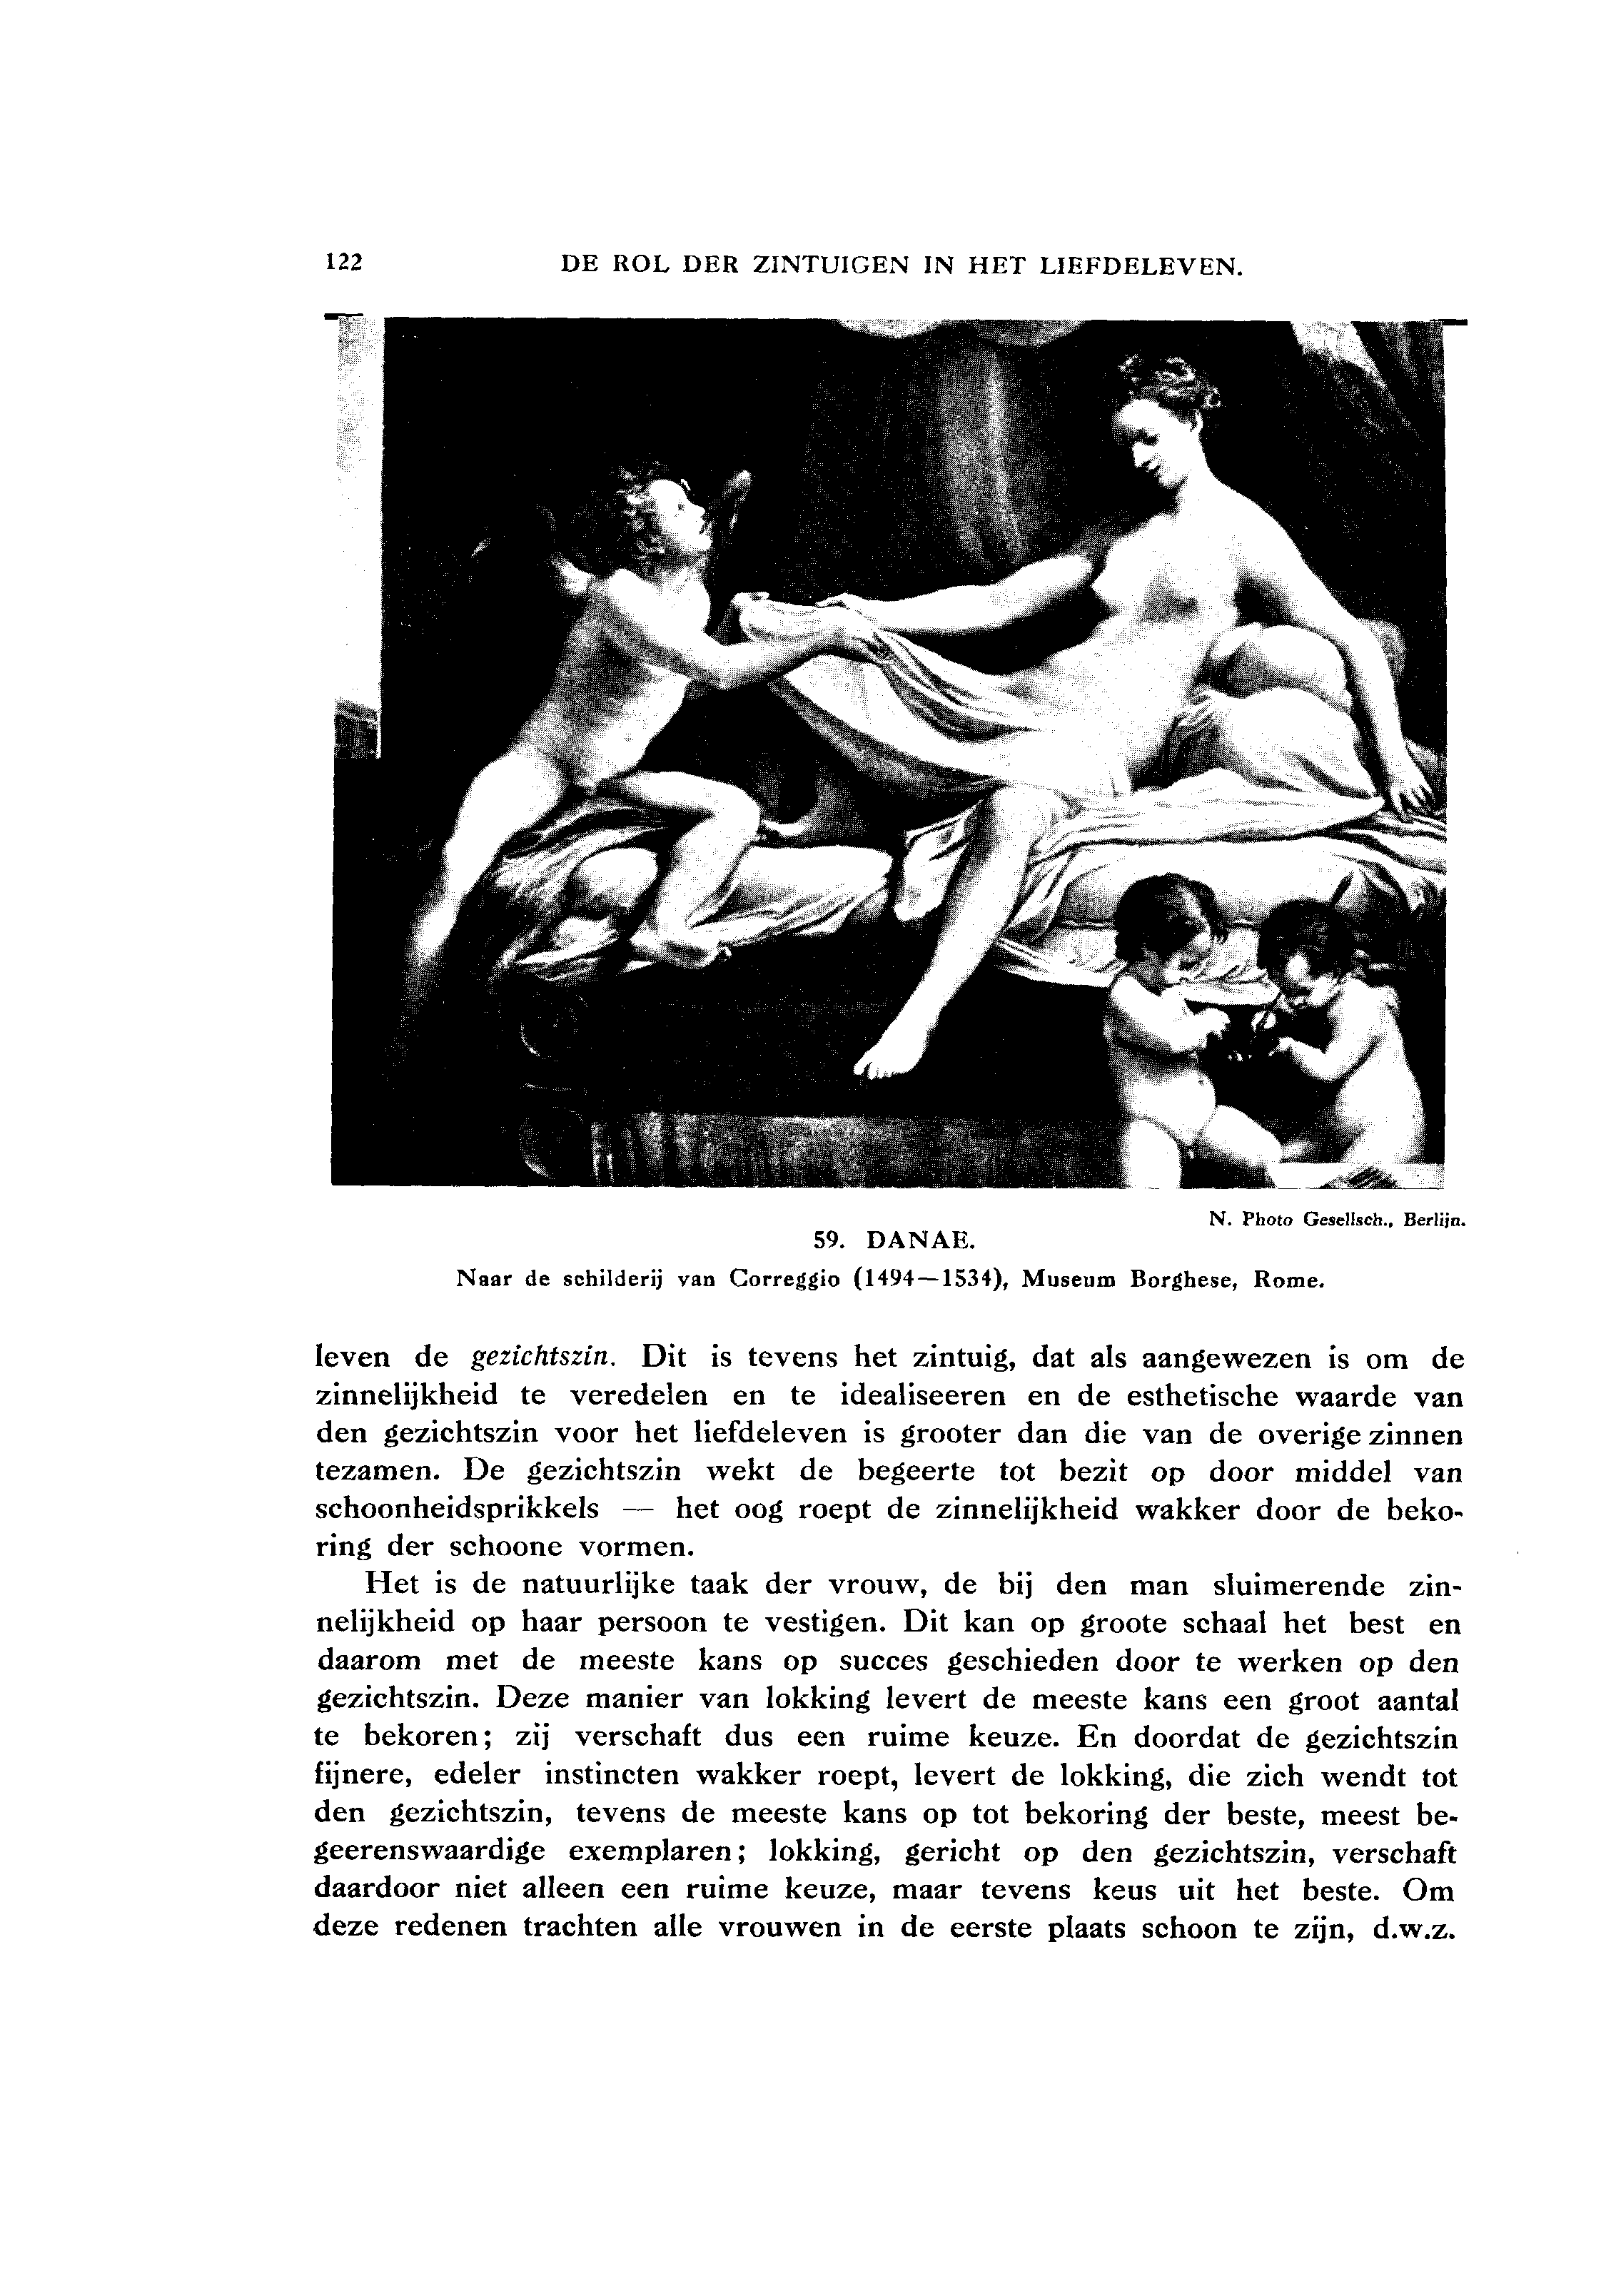 122 DE ROL DER ZINTUIGEN IN HET LIEFDELEVEN.
N. Photo Gesellsch., Berlijn.
59. DANAE.
Naar de schilderij van Correggio (1494—1534), Museum Borghese, Rome.
leven de gezichtszin. Dit is tevens het zintuig, dat als aangewezen is om de
zinnelijkheid te veredelen en te idealiseeren en de esthetische waarde van
den gezichtszin voor het liefdeleven is grooter dan die van de overige zinnen
tezamen. De gezichtszin wekt de begeerte tot bezit op door middel van
schoonheidsprikkels — het oog roept de zinnelijkheid wakker door de beko-
ring der schoone vormen.
Het is de natuurlijke taak der vrouw, de bij den man sluimerende zin-
nelijkheid op haar persoon te vestigen. Dit kan op groote schaal het best en
daarom met de meeste kans op succes geschieden door te werken op den
gezichtszin. Deze manier van lokking levert de meeste kans een groot aantal
te bekoren; zij verschaft dus een ruime keuze. En doordat de gezichtszin
fijnere, edeler instincten wakker roept, levert de lokking, die zich wendt tot
den gezichtszin, tevens de meeste kans op tot bekoring der beste, meest be-
geerenswaardige exemplaren; lokking, gericht op den gezichtszin, verschaft
daardoor niet alleen een ruime keuze, maar tevens keus uit het beste. Om
deze redenen trachten alle vrouwen in de eerste plaats schoon te zijn, d.w.z.